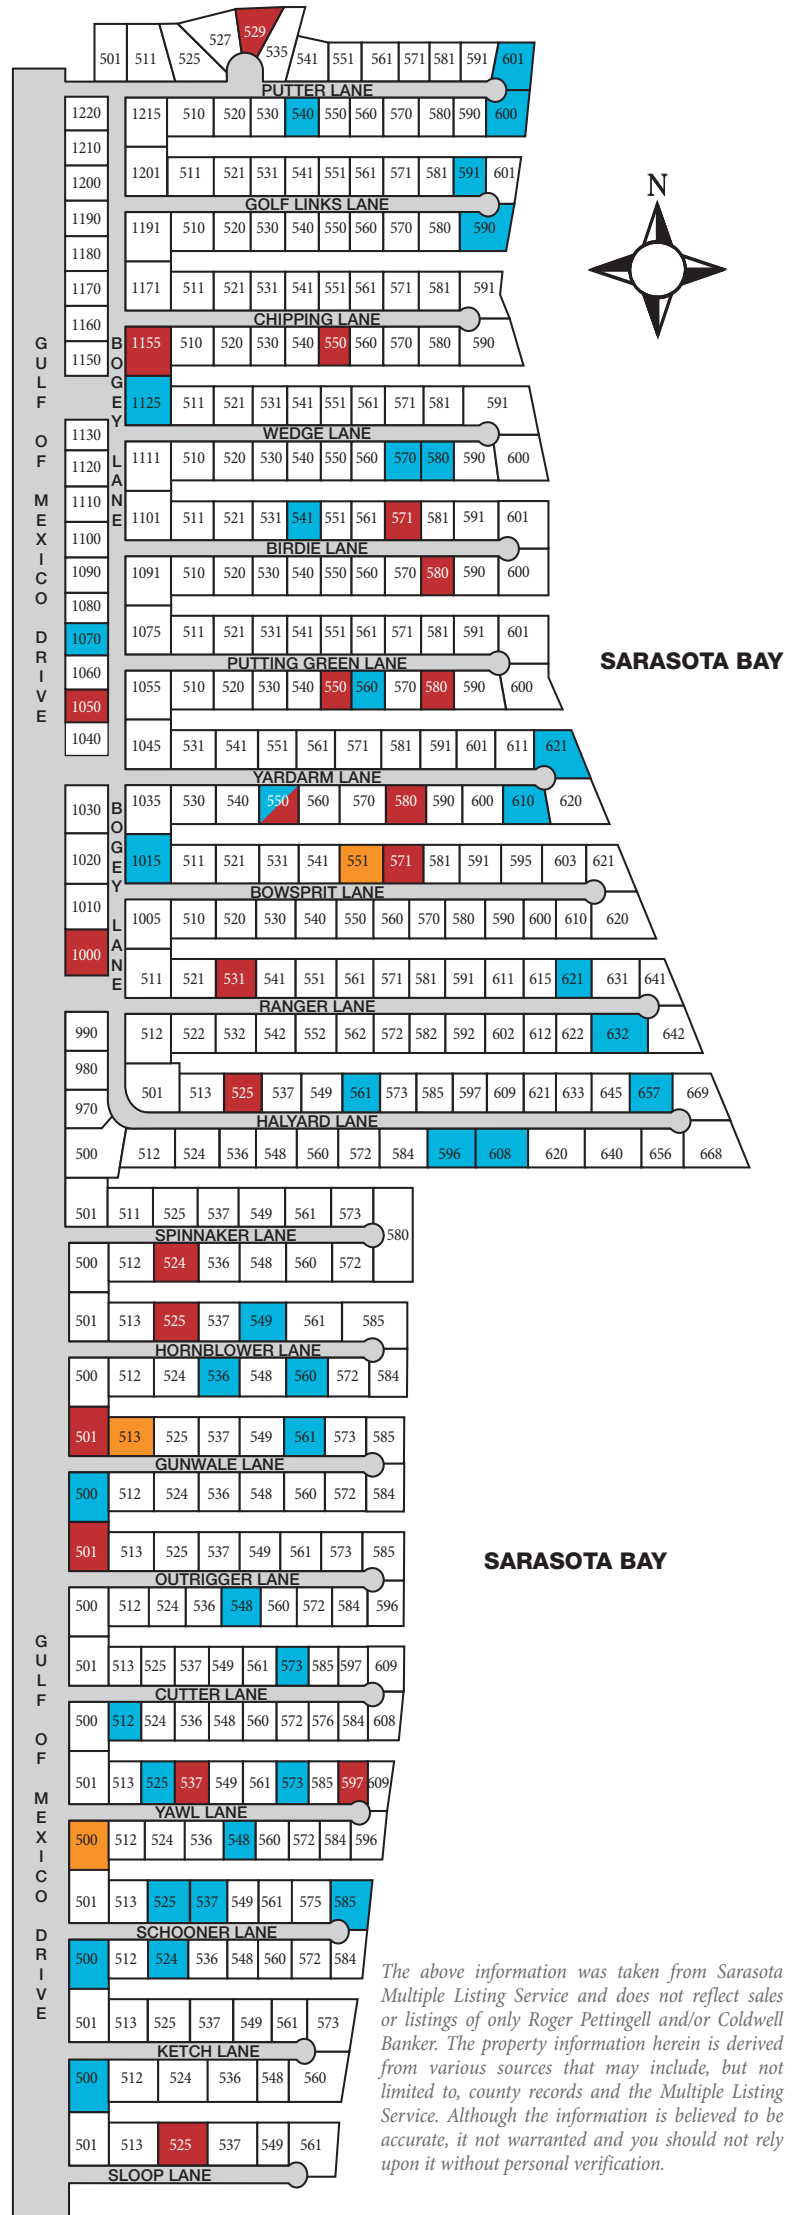 529
527
535
501 511 525 541 551 561 571 581 591 601
PUTTER LANE
1220 1215 510 520 530 540 550 560 570 580 590 600
1210
1200 1201 511 521 531 541 551 561 571 581 591 601
GOLF LINKS LANE
1190 1191 510 520 530 540 550 560 570 580 590
1180
1170 1171 511 521 531 541 551 561 571 581 591
CHIPPING LANE
1160
1150 1155 510 520 530 540 550 560 570 580 590
1125 511 521 531 541 551 561 571 581 591
WEDGE LANE
1130
1120 1111 510 520 530 540 550 560 570 580 590 600
1110
1100 1101 511 521 531 541 551 561 571 581 591 601
BIRDIE LANE
1090 1091 510 520 530 540 550 560 570 580 590 600
1080
1070 1075 511 521 531 541 551 561 571 581 591 601
PUTTING GREEN LANE
1060
1050 1055 510 520 530 540 550 560 570 580 590 600
1040 1045 531 541 551 561 571 581 591 601 611 621
YARDARM LANE
1030 1035 530 540 550 560 570 580 590 600 610 620
1020 1015 511 521 531 541 551 571 581 591 595 603 621
BOWSPRIT LANE
1010 1005 510 520 530 540 550 560 570 580 590 600 610 620
1000 511 521 531 541 551 561 571 581 591 611 615 621 631 641
RANGER LANE
990 512 522 532 542 552 562 572 582 592 602 612 622 632 642
980
970 501 513 525 537 549 561 573 585 597 609 621 633 645 657 669
HALYARD LANE
500 512 524 536 548 560 572 584 596 608 620 640 656 668
501 511 525 537 549 561 573
SPINNAKER LANE
580
500 512 524 536 548 560 572
501 513 525 537 549 561 585
HORNBLOWER LANE
500 512 524 536 548 560 572 584
501 513 525 537 549 561 573 585
GUNWALE LANE
500 512 524 536 548 560 572 584
501 513 525 537 549 561 573 585
OUTRIGGER LANE
500 512 524 536 548 560 572 584 596
501 513 525 537 549 561 573 585 597 609
CUTTER LANE
500 512 524 536 548 560 572 576 584 608
501 513 525 537 549 561 573 585 597 609
YAWL LANE
500 512 524 536 548 560 572 584 596
501 513 525 537 549 561 575 585
SCHOONER LANE
500 512 524 536 548 560 572 584
501 513 525 537 549 561 573
KETCH LANE
500 512 524 536 548 560
501 513 525 537 549 561
SLOOP LANE
GULF OF MEXICO DRIVE
BOGEY LANE
BOGEY LANE
GULF OF MEXICO DRIVE
N
SARASOTA BAY
SARASOTA BAY
The above information was taken from Sarasota
Multiple Listing Service and does not reflect sales
or listings of only Roger Pettingell and/or Coldwell
Banker. The property information herein is derived
from various sources that may include, but not
limited to, county records and the Multiple Listing
Service. Although the information is believed to be
accurate, it not warranted and you should not rely
upon it without personal verification.